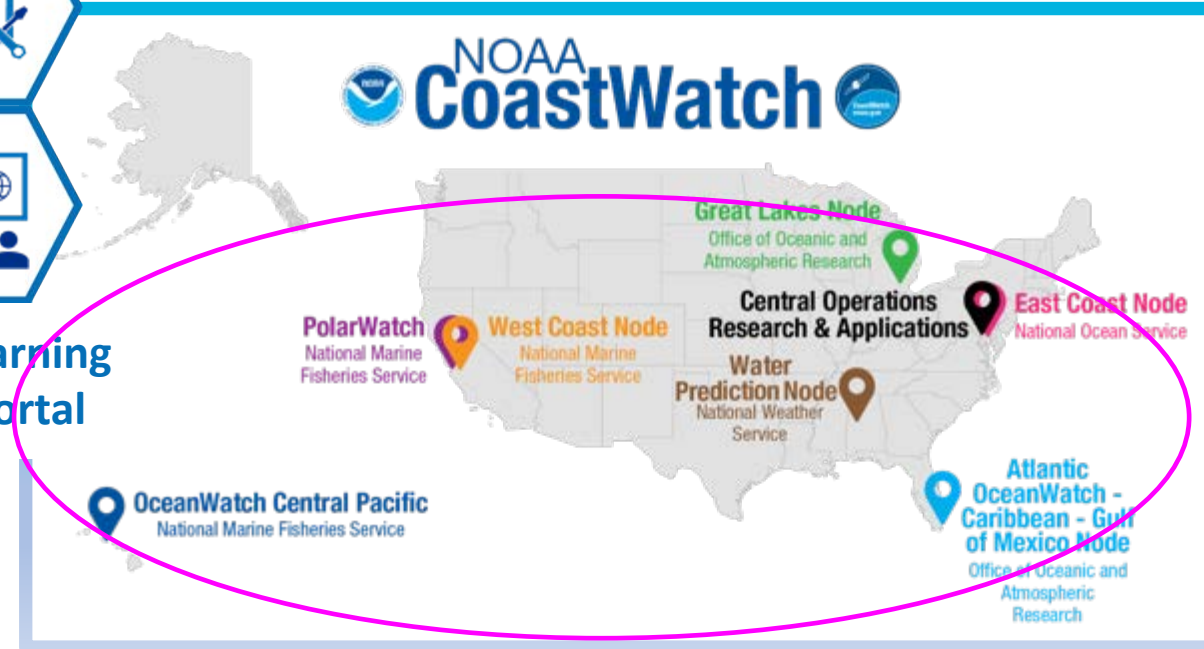 NOAA
CoastWatch
Great Lakes Node
Office of Oceanic and
Atmospheric Research
Central Operations
Research & Applications
East Coast Node
National Ocean Service
PolarWatch
National Marine
Fisheries Service
West Coast Node
National Marine
Fisheries Service
Water
Prediction Node
National Weather
Service
arning
ortal
OceanWatch Central Pacific
National Marine Fisheries Service
Atlantic
OceanWatch -
Caribbean - Gulf
of Mexico Node
Office of Oceanic and
Atmospheric
Research